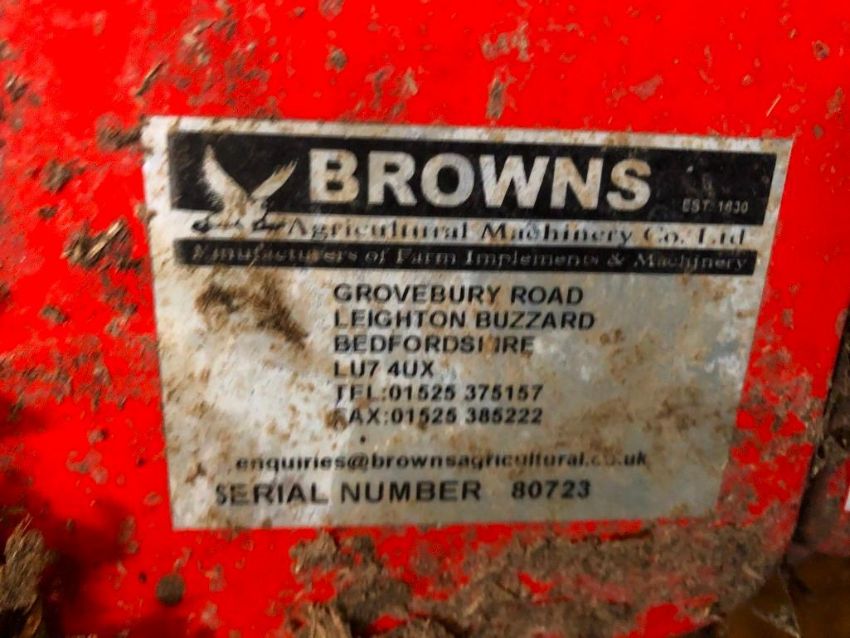 BROWNS
EST. 1830
Agricultural Machinery Co. Ltd
Manufacturers of Farm Implements & Machinery
GROVEBURY ROAD
LEIGHTON BUZZARD
BEDFORDSHIRE
LU7 4UX
TEL:01525 375157
FAX:01525 385222
enquiries@brownsagricultural.co.uk
SERIAL NUMBER 80723